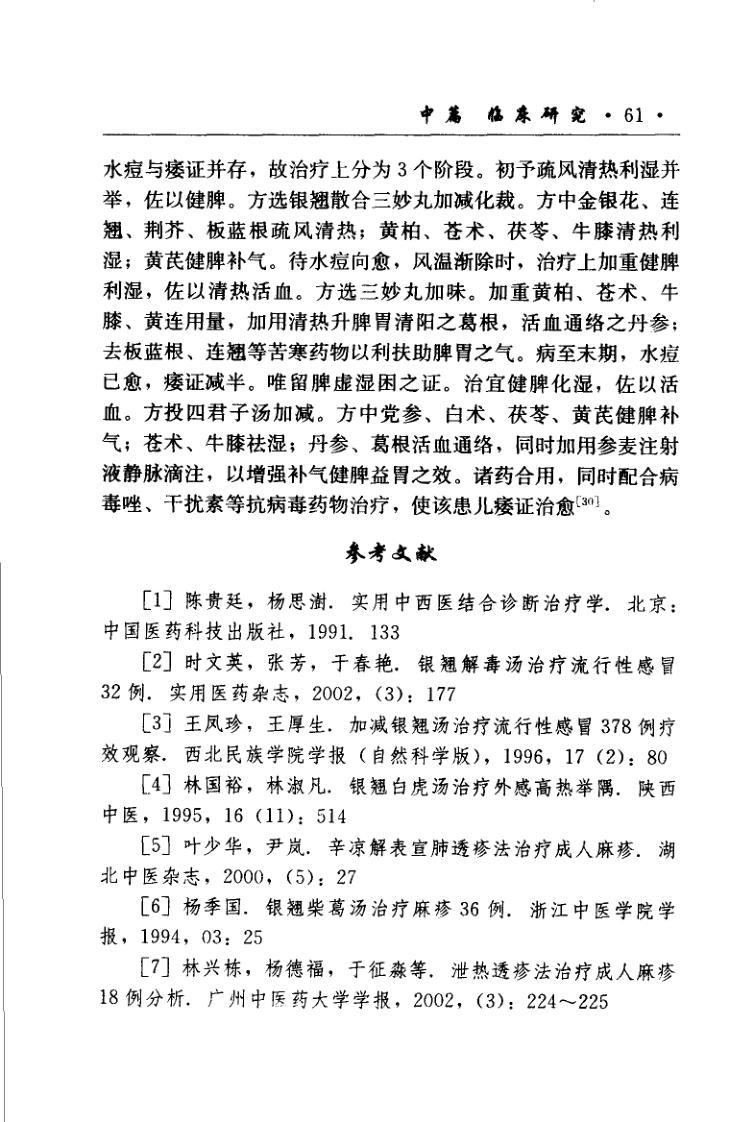 中篇 临床研究 · 61 ·
水痘与痿证并存，故治疗上分为 3 个阶段。初予疏风清热利湿并
举，佐以健脾。方选银翘散合三妙丸加减化裁。方中金银花、连
翘、荆芥、板蓝根疏风清热；黄柏、苍术、茯苓、牛膝清热利
湿；黄芪健脾补气。待水痘向愈，风温渐除时，治疗上加重健脾
利湿，佐以清热活血。方选三妙丸加味。加重黄柏、苍术、牛
膝、黄连用量，加用清热升脾胃清阳之葛根，活血通络之丹参；
去板蓝根、连翘等苦寒药物以利扶助脾胃之气。病至末期，水痘
已愈，痿证减半。唯留脾虚湿困之证。治宜健脾化湿，佐以活
血。方投四君子汤加减。方中党参、白术、茯苓、黄芪健脾补
气；苍术、牛膝祛湿；丹参、葛根活血通络，同时加用参麦注射
液静脉滴注，以增强补气健脾益胃之效。诸药合用，同时配合病
毒唑、干扰素等抗病毒药物治疗，使该患儿痿证治愈[30]。
参考文献
[1] 陈贵廷，杨思澍．实用中西医结合诊断治疗学．北京：
中国医药科技出版社，1991．133
[2] 时文英，张芳，于春艳．银翘解毒汤治疗流行性感冒
32 例．实用医药杂志，2002，（3）：177
[3] 王凤珍，王厚生．加减银翘汤治疗流行性感冒 378 例疗
效观察．西北民族学院学报（自然科学版），1996，17（2）：80
[4] 林国裕，林淑凡．银翘白虎汤治疗外感高热举隅．陕西
中医，1995，16（11）：514
[5] 叶少华，尹岚．辛凉解表宣肺透疹法治疗成人麻疹．湖
北中医杂志，2000，（5）：27
[6] 杨季国．银翘柴葛汤治疗麻疹 36 例．浙江中医学院学
报，1994，03：25
[7] 林兴栋，杨德福，于征淼等．泄热透疹法治疗成人麻疹
18 例分析．广州中医药大学学报，2002，（3）：224～225